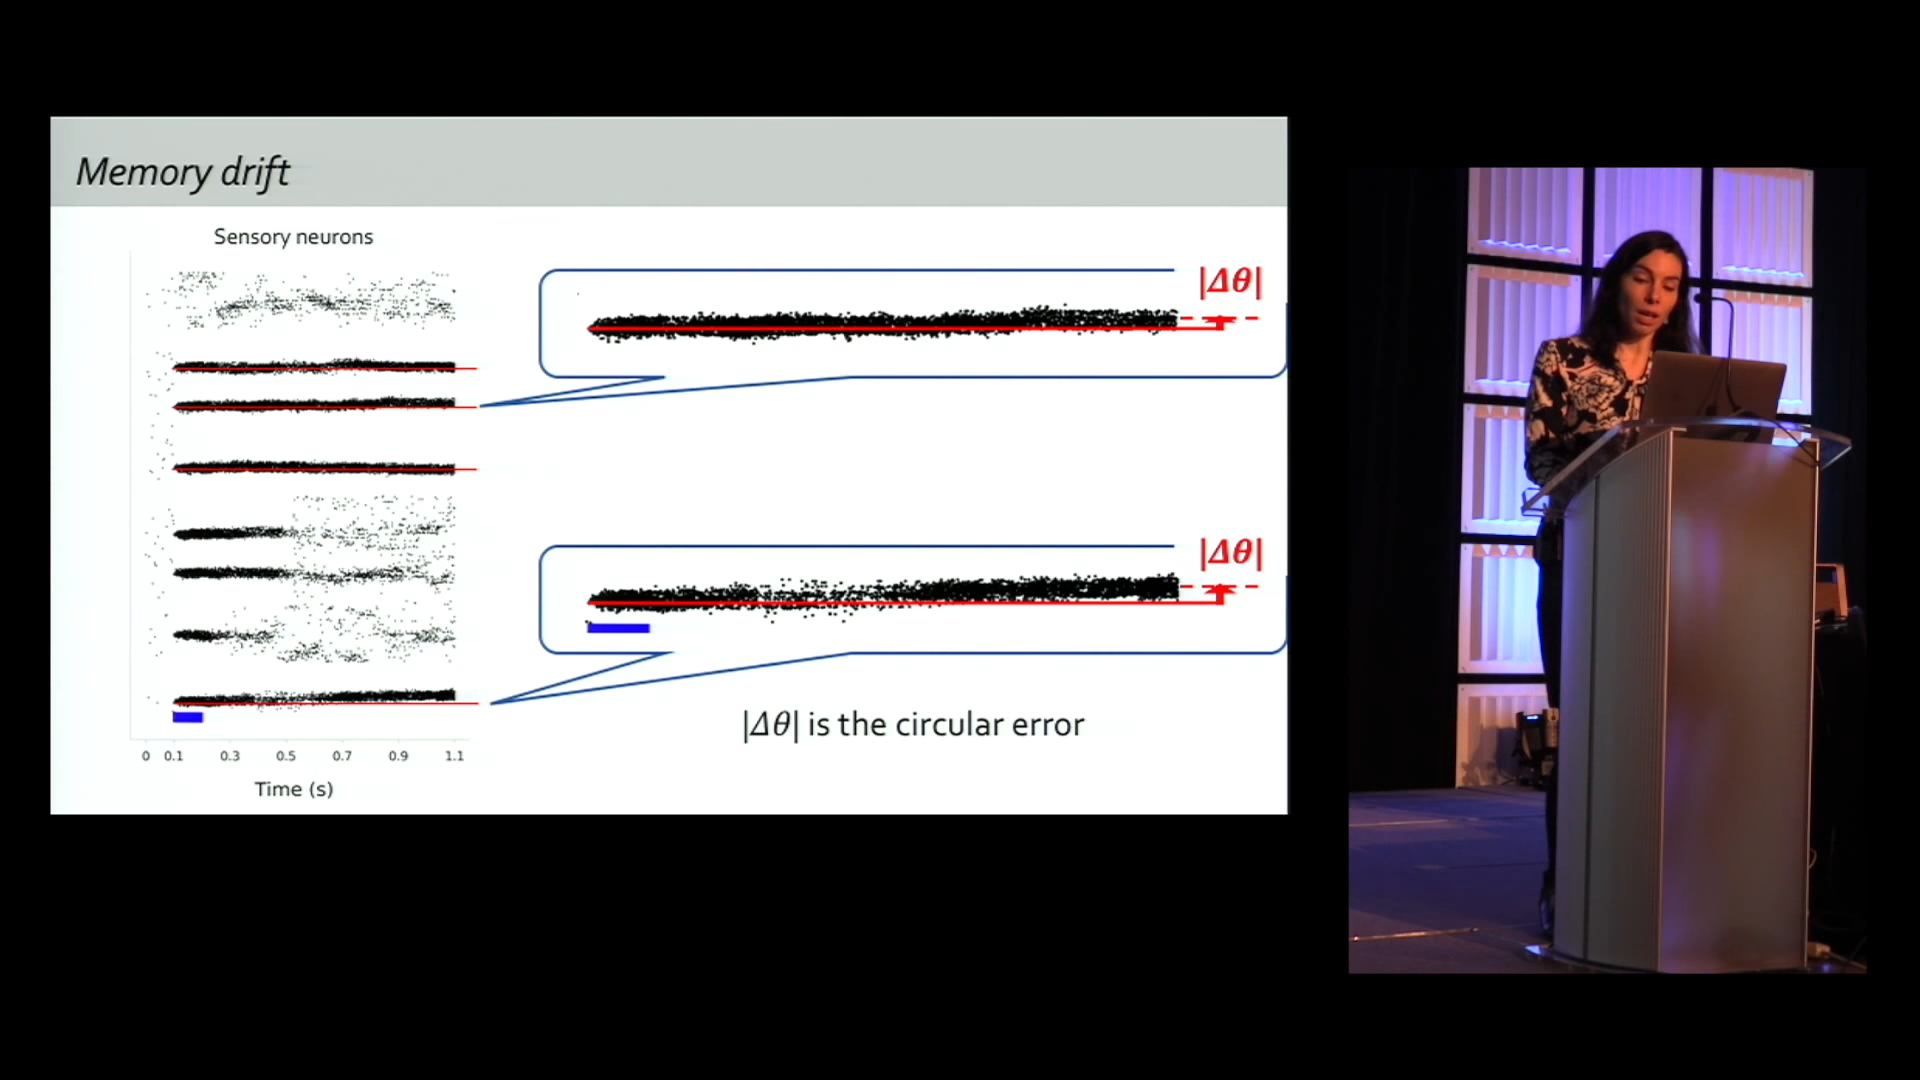 Memory drift
Sensory neurons
|Δθ|
|Δθ|
|Δθ| is the circular error
0 0.1 0.3 0.5 0.7 0.9 1.1
Time (s)